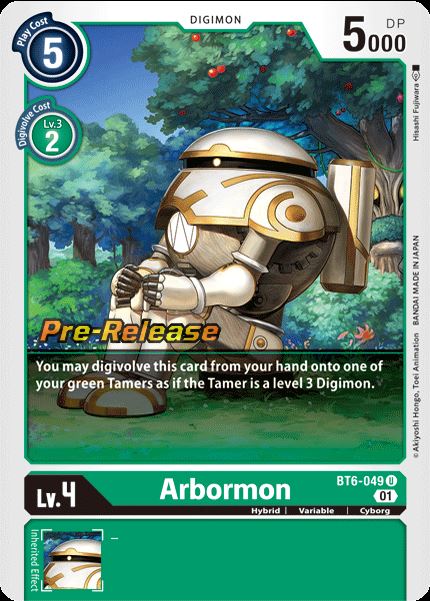 Play Cost
5
DIGIMON
DP
5000
Digivolve Cost
Lv.3
2
Hisashi Fujiwara
© Akiyoshi Hongo, Toei Animation BANDAI MADE IN JAPAN
Pre-Release
You may digivolve this card from your hand onto one of
your green Tamers as if the Tamer is a level 3 Digimon.
Lv.4
Arbormon
BT6-049 U
01
Hybrid | Variable | Cyborg
Inherited Effect
–